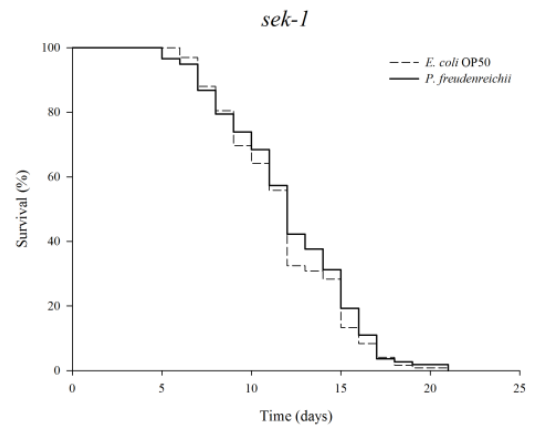 sek-1
E. coli OP50
P. freudenreichii
100
80
60
40
20
0
Survival (%)
0 5 10 15 20 25
Time (days)